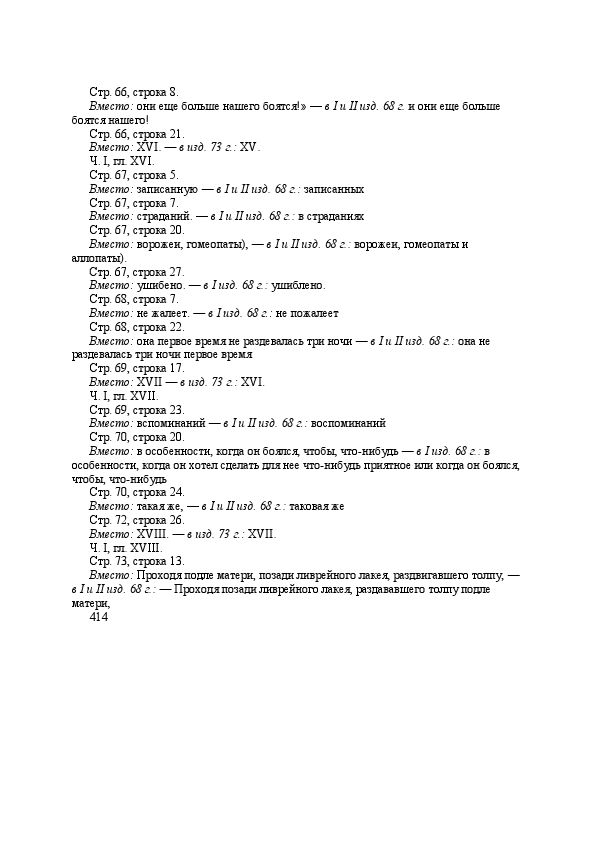 Стр. 66, строка 8.
Вместо: они еще больше нашего боятся!» — в I и II изд. 68 г. и они еще больше
боятся нашего!
Стр. 66, строка 21.
Вместо: XVI. — в изд. 73 г.: XV.
Ч. I, гл. XVI.
Стр. 67, строка 5.
Вместо: записанную — в I и II изд. 68 г.: записанных
Стр. 67, строка 7.
Вместо: страданий. — в I и II изд. 68 г.: в страданиях
Стр. 67, строка 20.
Вместо: ворожеи, гомеопаты), — в I и II изд. 68 г.: ворожеи, гомеопаты и
аллопаты).
Стр. 67, строка 27.
Вместо: ушибено. — в I изд. 68 г.: ушиблено.
Стр. 68, строка 7.
Вместо: не жалеет. — в I изд. 68 г.: не пожалеет
Стр. 68, строка 22.
Вместо: она первое время не раздевалась три ночи — в I и II изд. 68 г.: она не
раздевалась три ночи первое время
Стр. 69, строка 17.
Вместо: XVII — в изд. 73 г.: XVI.
Ч. I, гл. XVII.
Стр. 69, строка 23.
Вместо: вспоминаний — в I и II изд. 68 г.: воспоминаний
Стр. 70, строка 20.
Вместо: в особенности, когда он боялся, чтобы, что-нибудь — в I изд. 68 г.: в
особенности, когда он хотел сделать для нее что-нибудь приятное или когда он боялся,
чтобы, что-нибудь
Стр. 70, строка 24.
Вместо: такая же, — в I и II изд. 68 г.: таковая же
Стр. 72, строка 26.
Вместо: XVIII. — в изд. 73 г.: XVII.
Ч. I, гл. XVIII.
Стр. 73, строка 13.
Вместо: Проходя подле матери, позади ливрейного лакея, раздвигавшего толпу, —
в I и II изд. 68 г.: — Проходя позади ливрейного лакея, раздававшего толпу подле
матери,
414